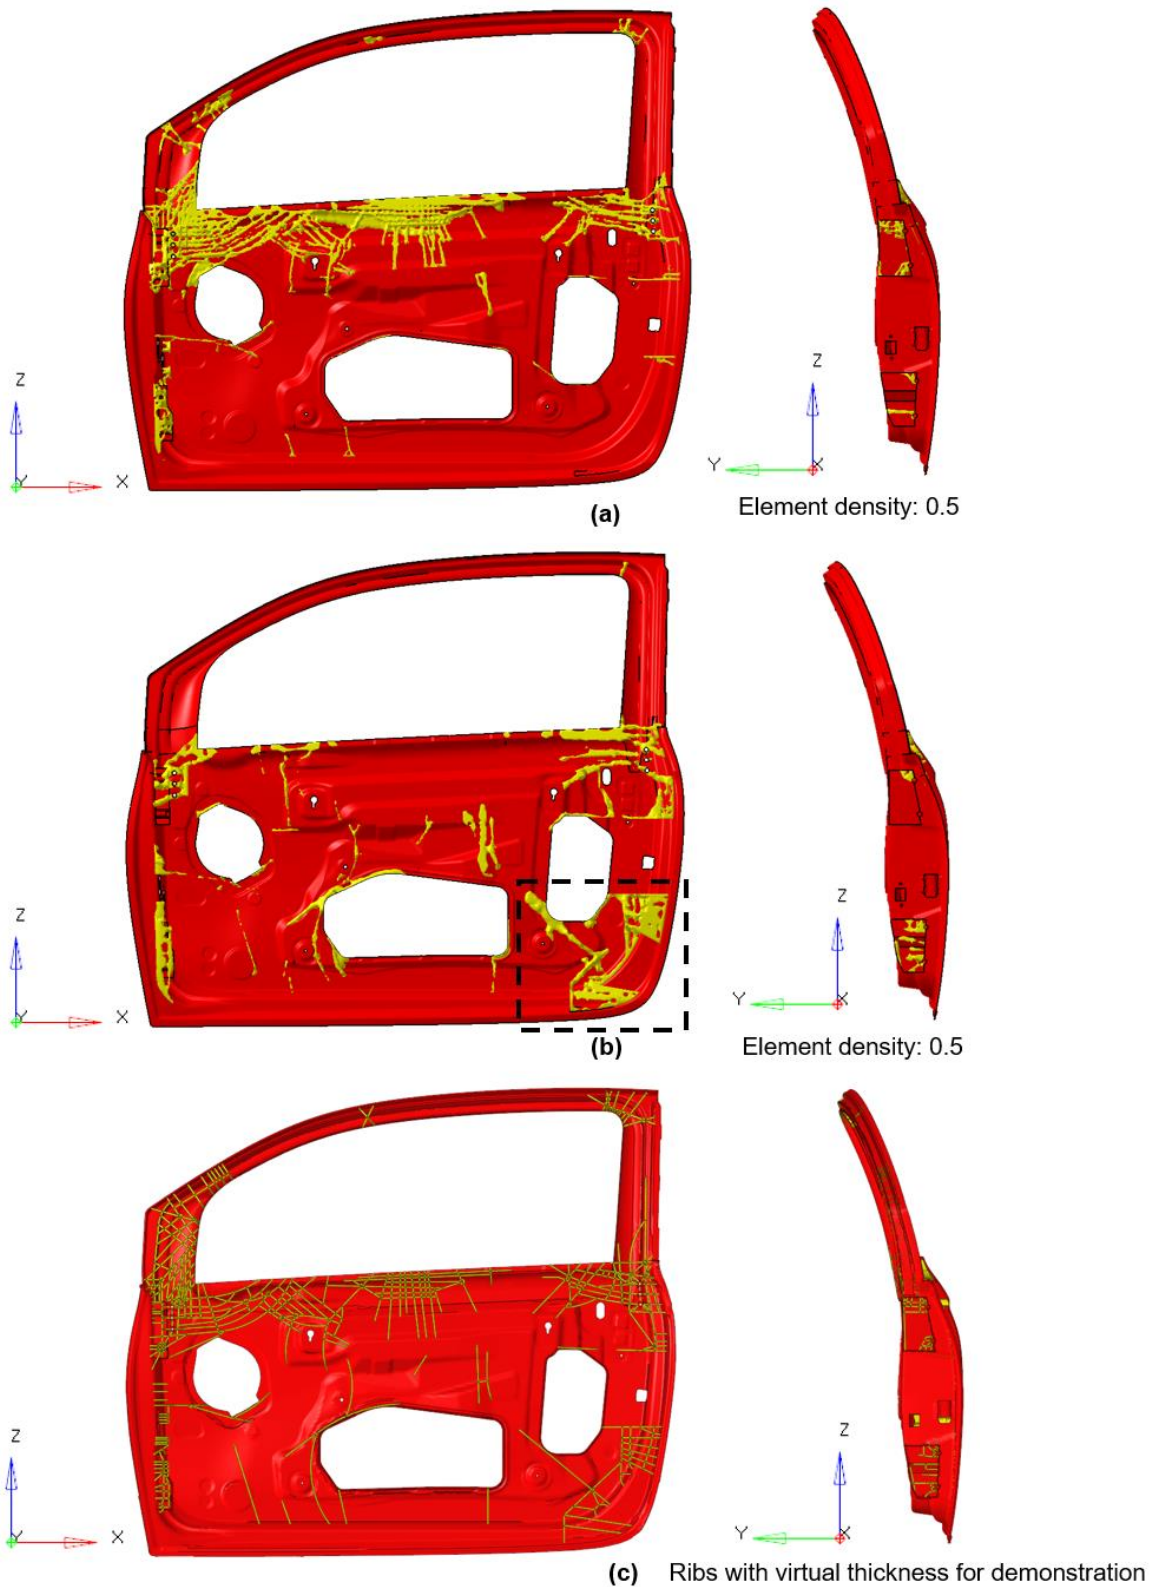 Z
Y
X
Z
Y
X
(a)
Element density: 0.5
Z
Y
X
Z
Y
X
(b)
Element density: 0.5
Z
Y
X
Z
Y
X
(c) Ribs with virtual thickness for demonstration